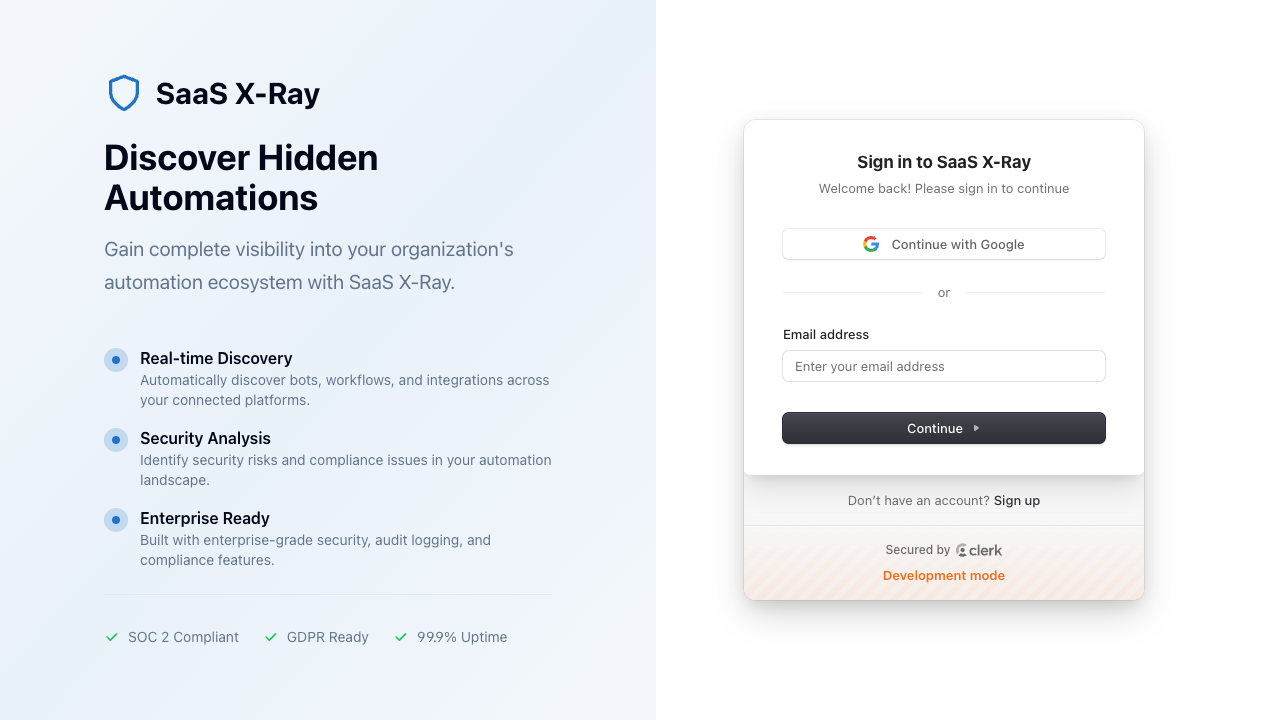 SaaS X-Ray
Discover Hidden
Automations
Gain complete visibility into your organization's
automation ecosystem with SaaS X-Ray.
Real-time Discovery
Automatically discover bots, workflows, and integrations across
your connected platforms.
Security Analysis
Identify security risks and compliance issues in your automation
landscape.
Enterprise Ready
Built with enterprise-grade security, audit logging, and
compliance features.
SOC 2 Compliant
GDPR Ready
99.9% Uptime
Sign in to SaaS X-Ray
Welcome back! Please sign in to continue
Continue with Google
or
Email address
Enter your email address
Continue
Don’t have an account? Sign up
Secured by clerk
Development mode